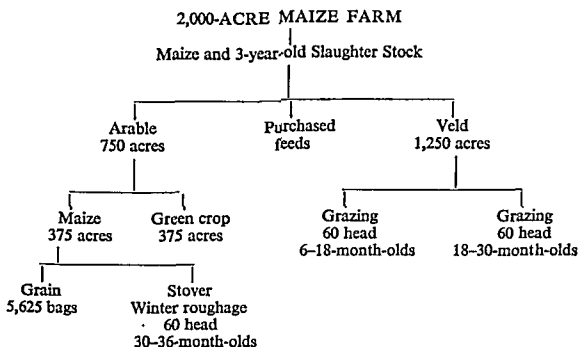 2,000-ACRE MAIZE FARM
Maize and 3-year-old Slaughter Stock
Arable
750 acres
Purchased
feeds
Veld
1,250 acres
Maize
375 acres
Green crop
375 acres
Grazing
60 head
6–18-month-olds
Grazing
60 head
18–30-month-olds
Grain
5,625 bags
Stover
Winter roughage
60 head
30–36-month-olds